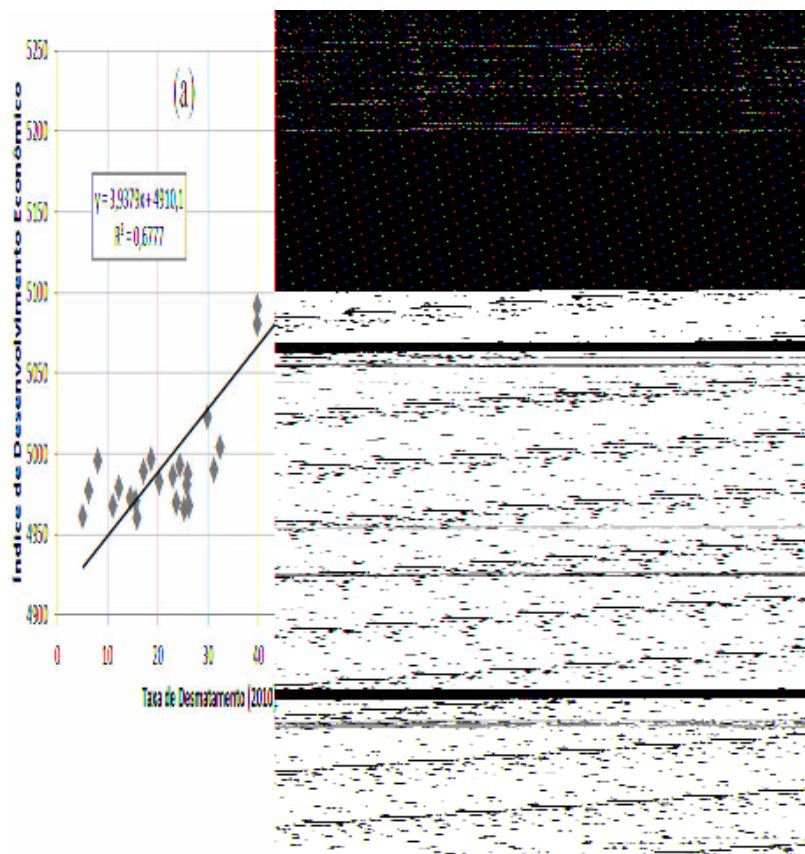 Índice de Desenvolvimento Econômico
5250
(a)
5200
y = 3,9379x + 4910,1
R² = 0,6777
5150
5100
5050
5000
4950
4900
0 10 20 30 40
Taxa de Desmatamento (2010)